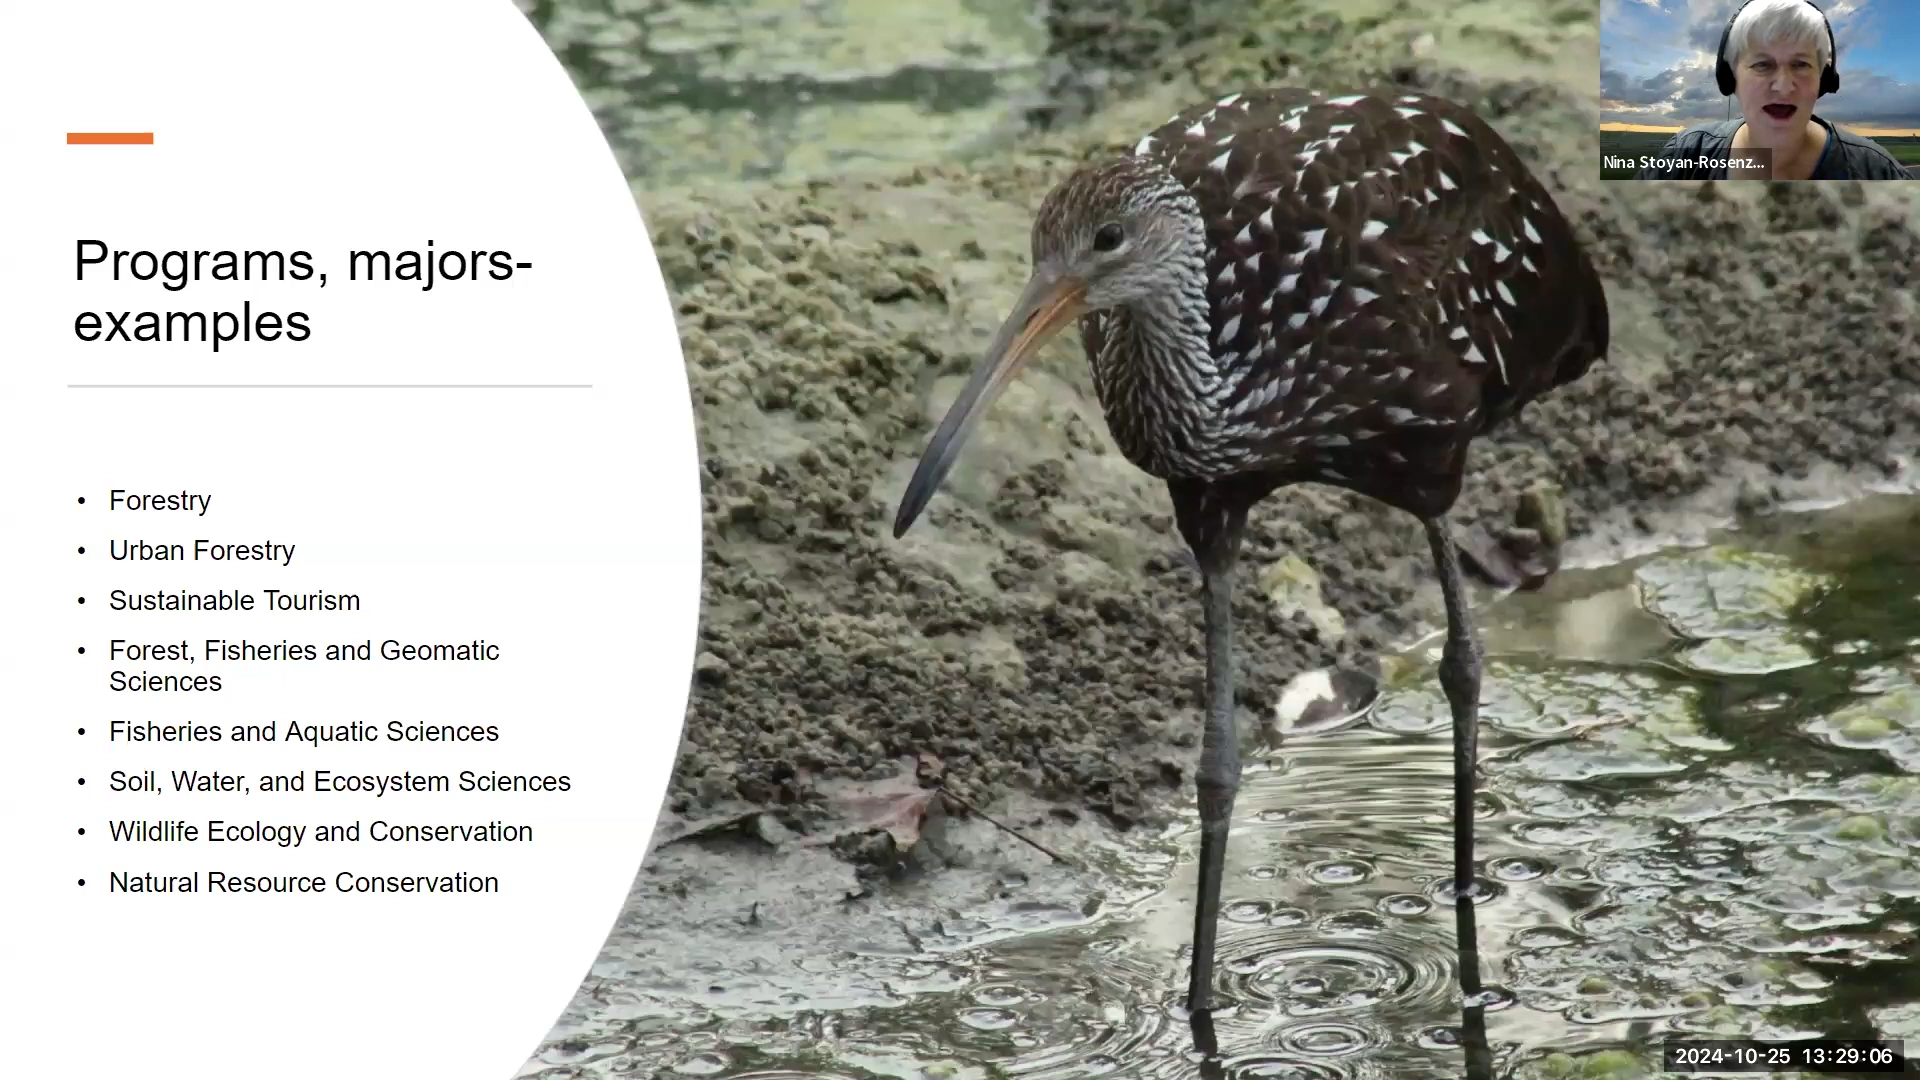 Nina Stoyan-Rosenz...
Programs, majors-
examples
• Forestry
• Urban Forestry
• Sustainable Tourism
• Forest, Fisheries and Geomatic
Sciences
• Fisheries and Aquatic Sciences
• Soil, Water, and Ecosystem Sciences
• Wildlife Ecology and Conservation
• Natural Resource Conservation
2024-10-25 13:29:06